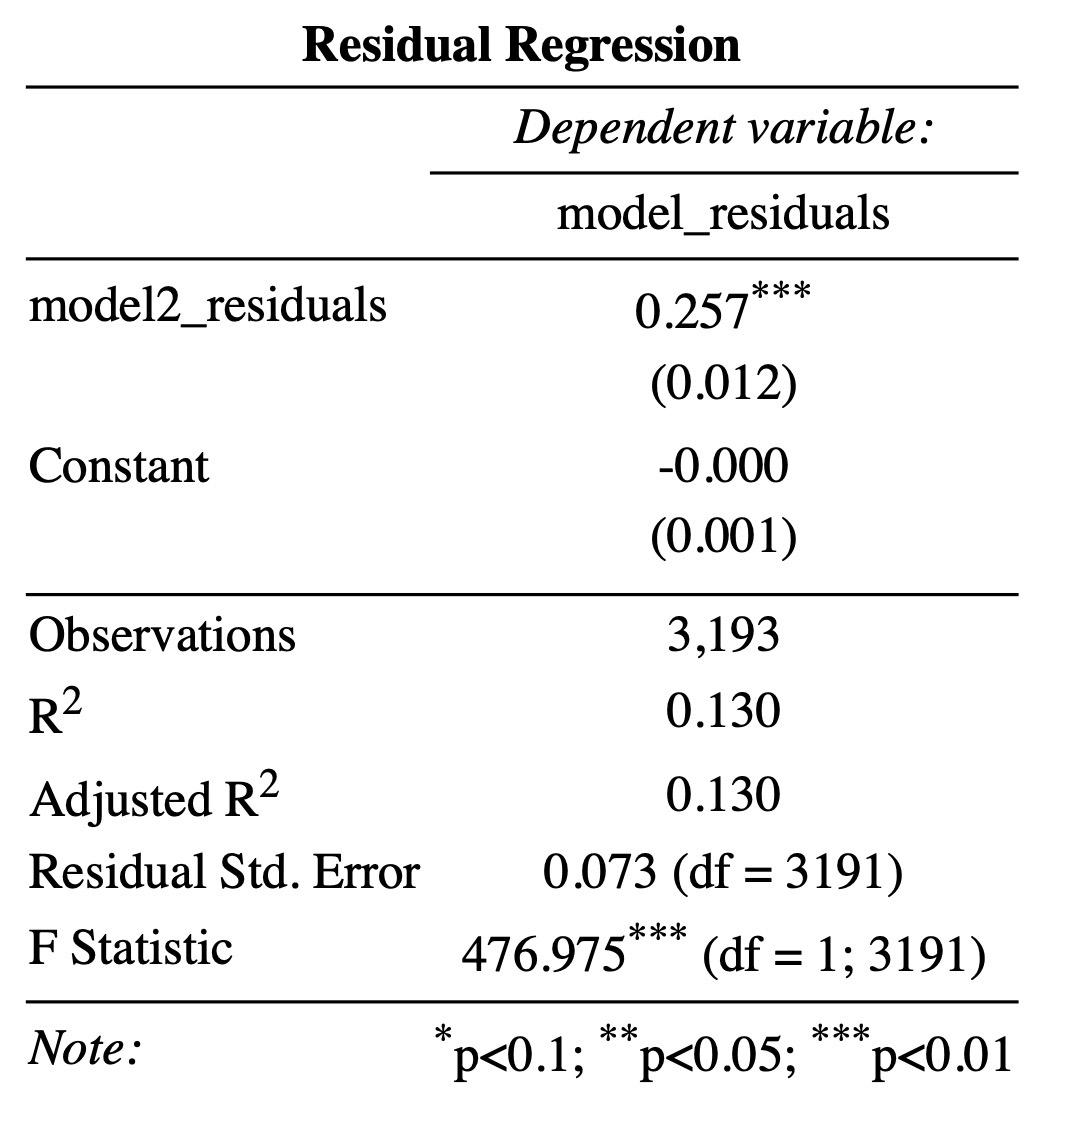 Residual Regression
Dependent variable:
model_residuals
model2_residuals 0.257***
(0.012)
Constant -0.000
(0.001)
Observations 3,193
R² 0.130
Adjusted R² 0.130
Residual Std. Error 0.073 (df = 3191)
F Statistic 476.975*** (df = 1; 3191)
Note: *p<0.1; **p<0.05; ***p<0.01